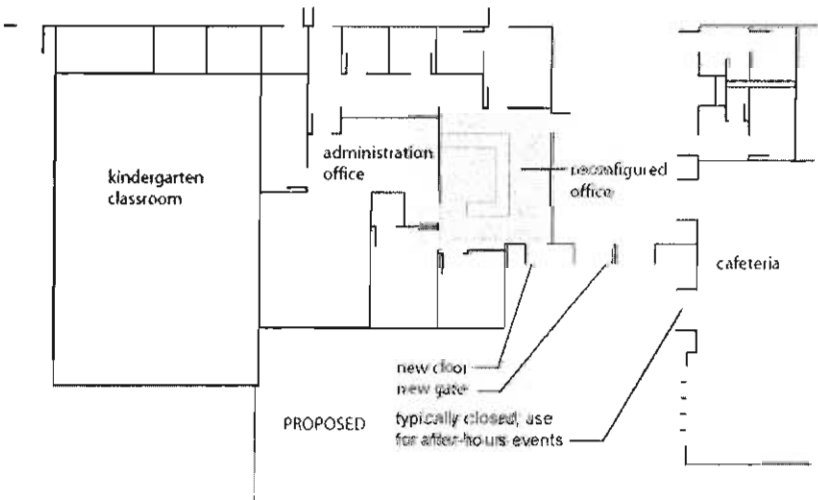 administration
office
kindergarten
classroom
reconfigured
office
cafeteria
new door
new gate
PROPOSED
typically closed, use
for after-hours events